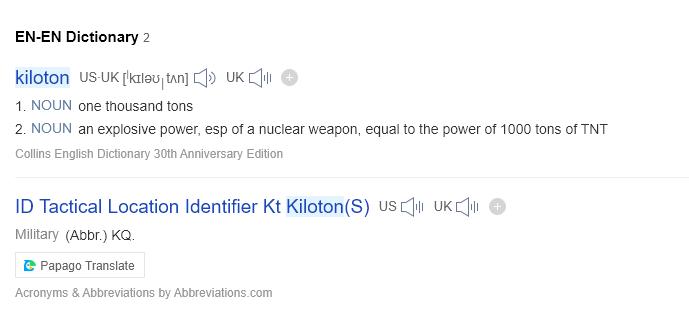 EN-EN Dictionary 2
kiloton US·UK [ˈkɪləʊˌtʌn] UK
1. NOUN one thousand tons
2. NOUN an explosive power, esp of a nuclear weapon, equal to the power of 1000 tons of TNT
Collins English Dictionary 30th Anniversary Edition
ID Tactical Location Identifier Kt Kiloton(S) US UK
Military (Abbr.) KQ.
Papago Translate
Acronyms & Abbreviations by Abbreviations.com